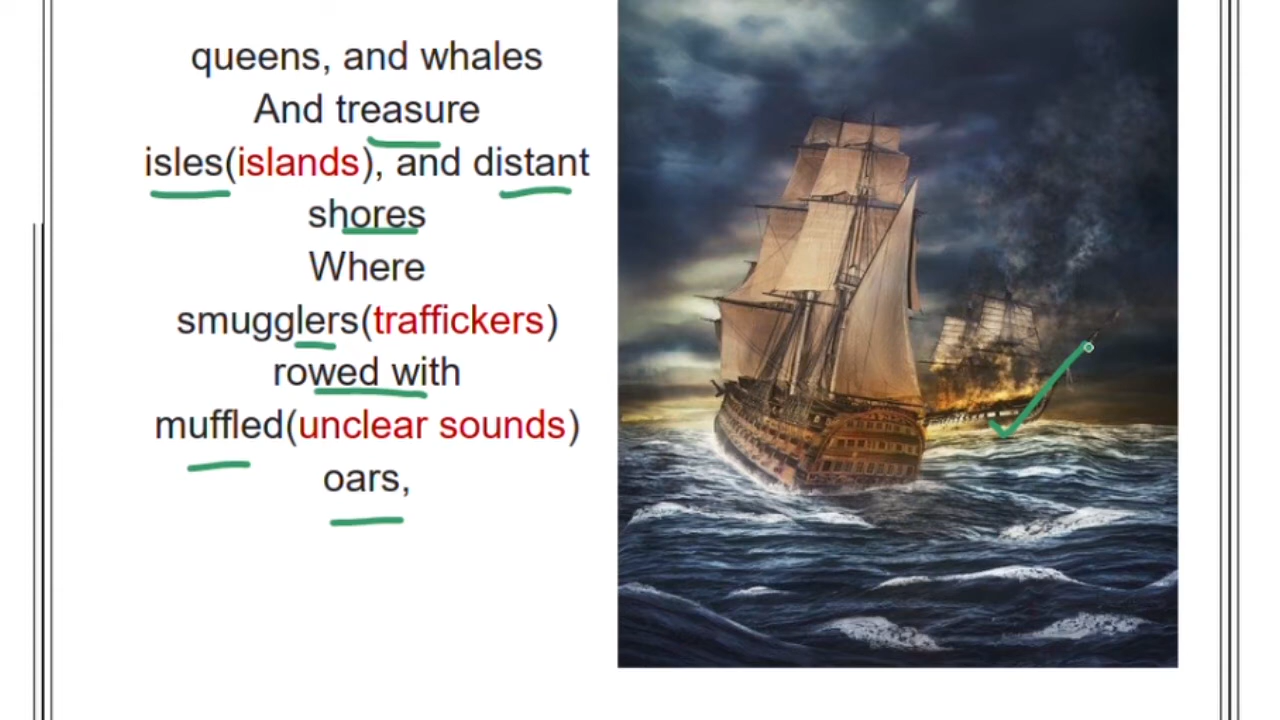 queens, and whales
And treasure
isles(islands), and distant
shores
Where
smugglers(traffickers)
rowed with
muffled(unclear sounds)
oars,